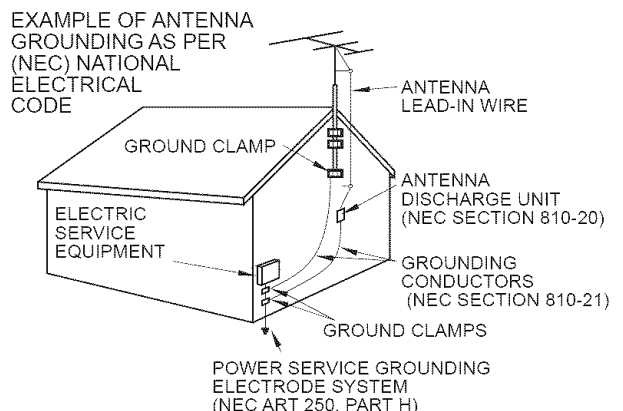 EXAMPLE OF ANTENNA
GROUNDING AS PER
(NEC) NATIONAL
ELECTRICAL
CODE
ANTENNA
LEAD-IN WIRE
GROUND CLAMP
ANTENNA
DISCHARGE UNIT
(NEC SECTION 810-20)
ELECTRIC
SERVICE
EQUIPMENT
GROUNDING
CONDUCTORS
(NEC SECTION 810-21)
GROUND CLAMPS
POWER SERVICE GROUNDING
ELECTRODE SYSTEM
(NEC ART 250, PART H)